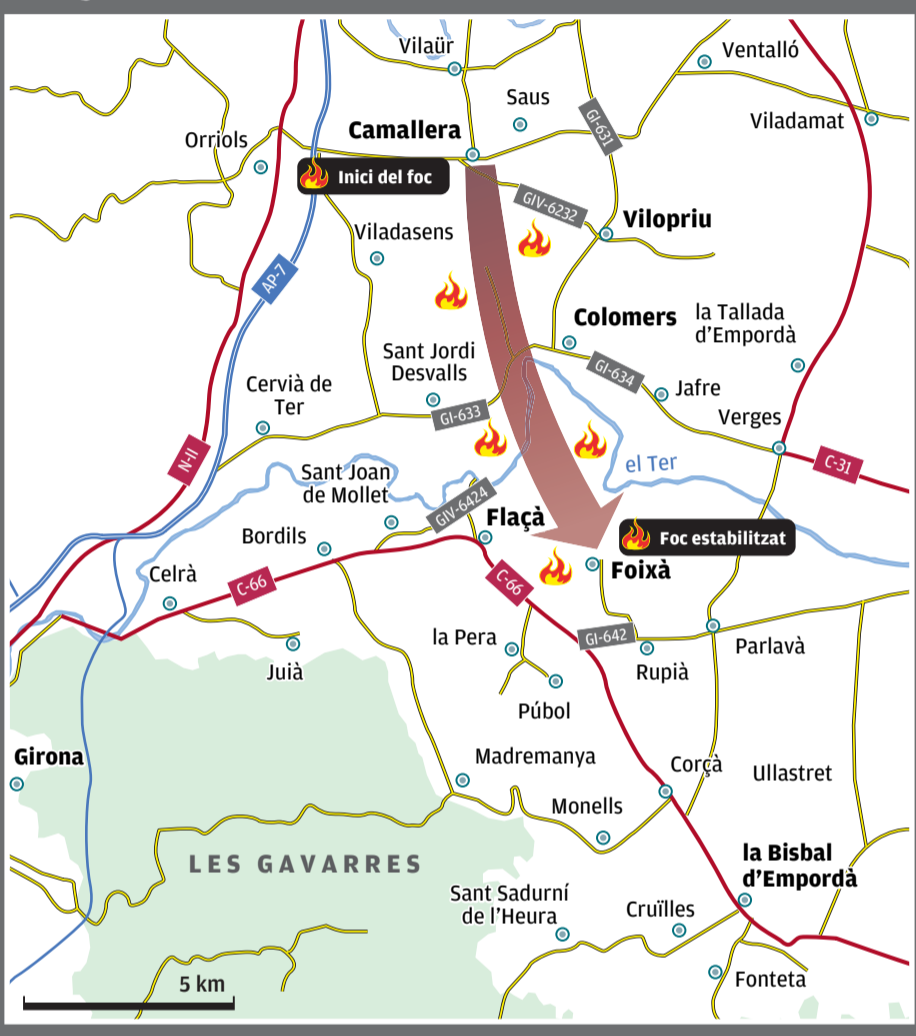 Vilaür
Ventalló
Saus
Viladamat
GI-631
Camallera
Orriols
Inici del foc
GIV-6232
Vilopriu
Viladasens
AP-7
Colomers
la Tallada
d'Empordà
Sant Jordi
Desvalls
GI-634
Jafre
Cervià de
Ter
GI-633
Verges
N-II
el Ter
C-31
Sant Joan
de Mollet
GIV-6424
Flaçà
Foc estabilitzat
Bordils
Foixà
Celrà
C-66
C-66
la Pera
GI-642
Parlavà
Juià
Rupià
Púbol
Girona
Madremanya
Corçà
Ullastret
Monells
LES GAVARRES
la Bisbal
d'Empordà
Sant Sadurní
de l'Heura
Cruïlles
5 km
Fonteta